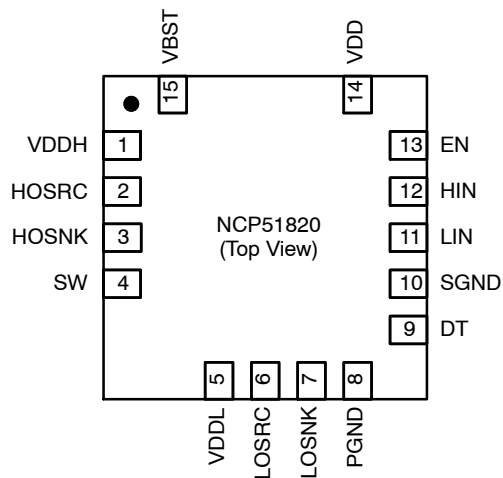 VBST
VDD
15
14
VDDH 1
13 EN
HOSRC 2
12 HIN
HOSNK 3
11 LIN
SW 4
10 SGND
9 DT
NCP51820
(Top View)
5
6
7
8
VDDL
LOSRC
LOSNK
PGND